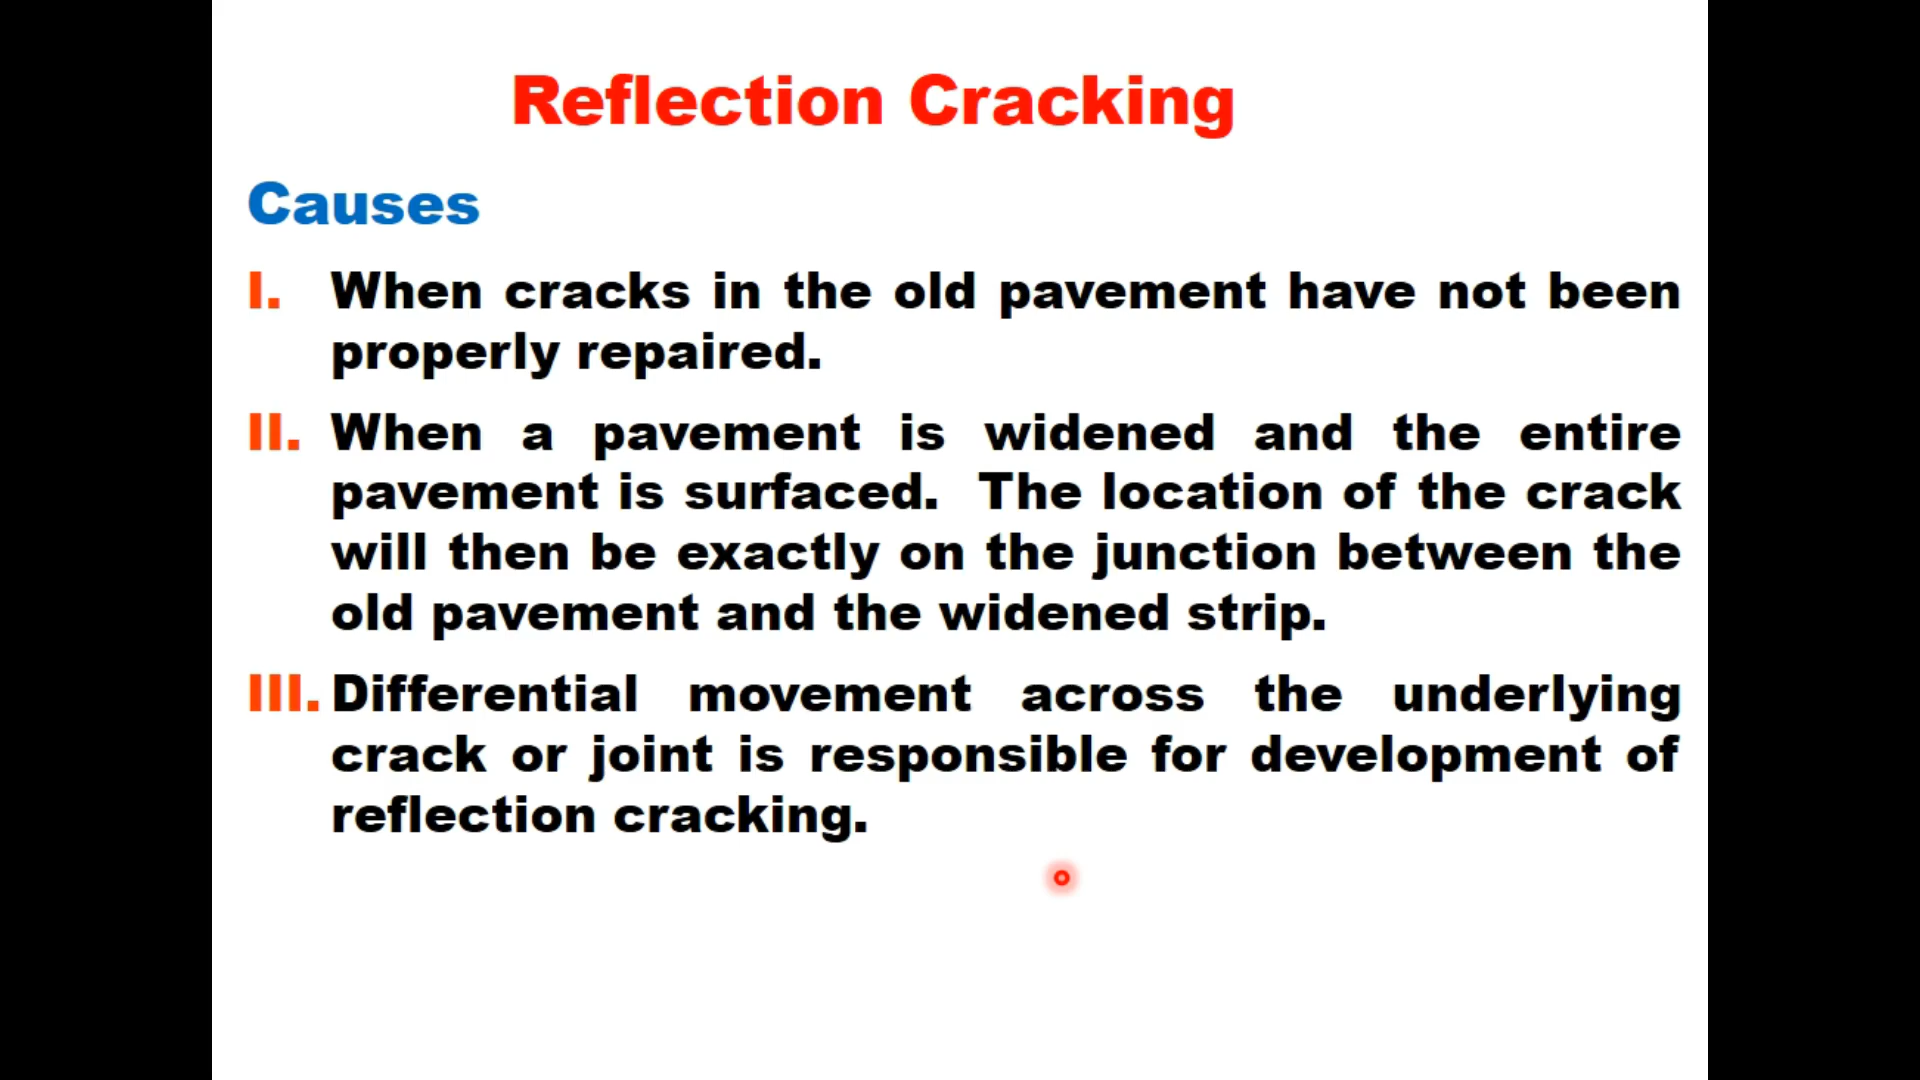 Reflection Cracking
Causes
I. When cracks in the old pavement have not been
properly repaired.
II. When a pavement is widened and the entire
pavement is surfaced. The location of the crack
will then be exactly on the junction between the
old pavement and the widened strip.
III. Differential movement across the underlying
crack or joint is responsible for development of
reflection cracking.